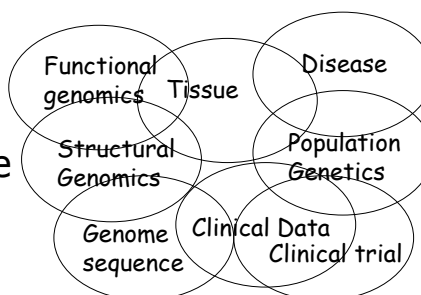 Functional
genomics
Tissue
Disease
Structural
Genomics
Population
Genetics
e
Genome
sequence
Clinical Data
Clinical trial